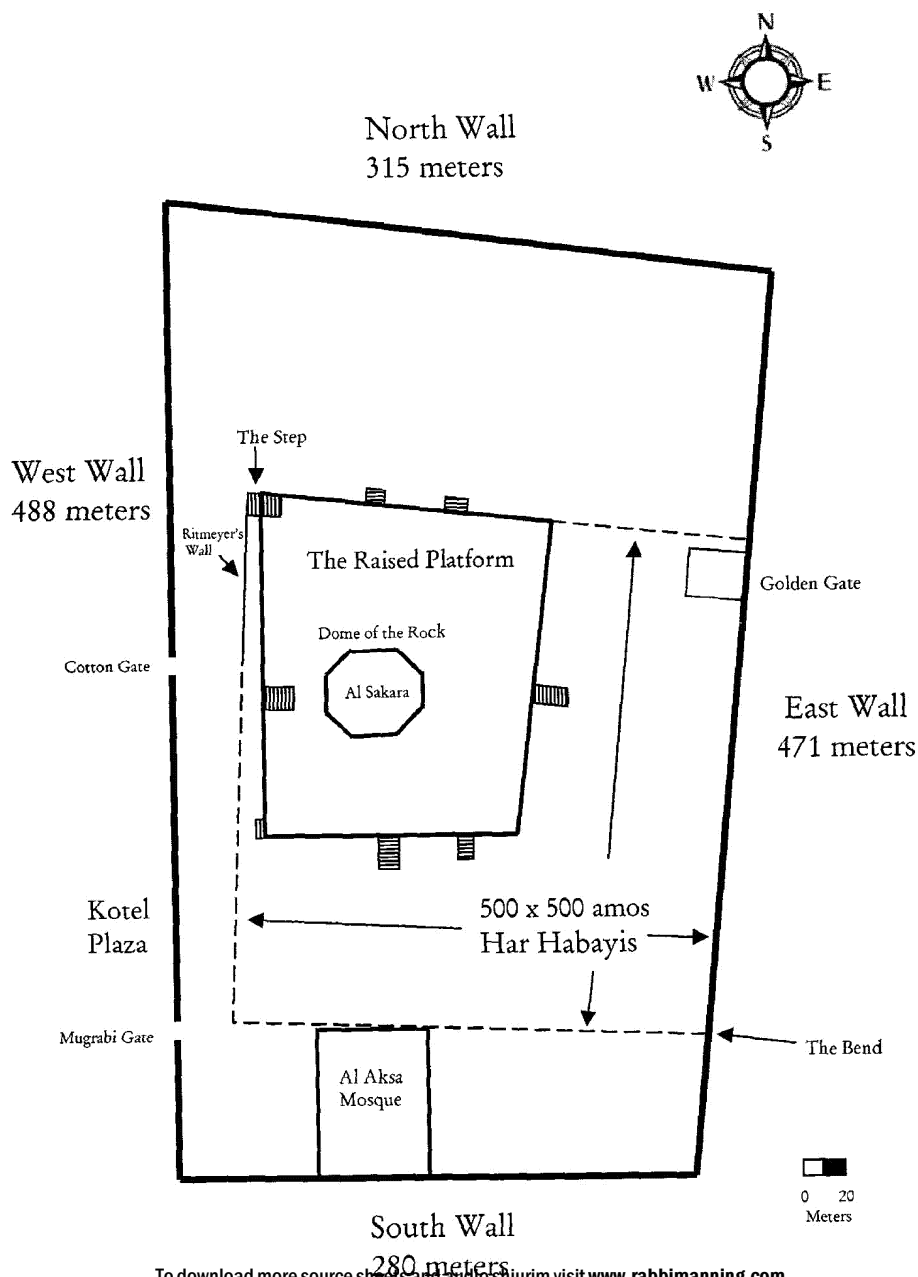 N
W E
S
North Wall
315 meters
The Step
West Wall
488 meters
Ritmeyer's
Wall
The Raised Platform
Golden Gate
Dome of the Rock
Cotton Gate
Al Sakara
East Wall
471 meters
500 x 500 amos
Har Habayis
Kotel
Plaza
Mugrabi Gate
The Bend
Al Aksa
Mosque
0 20
Meters
South Wall
280 meters
To download more source sheets and audio shiurim visit www.rabbimanning.com